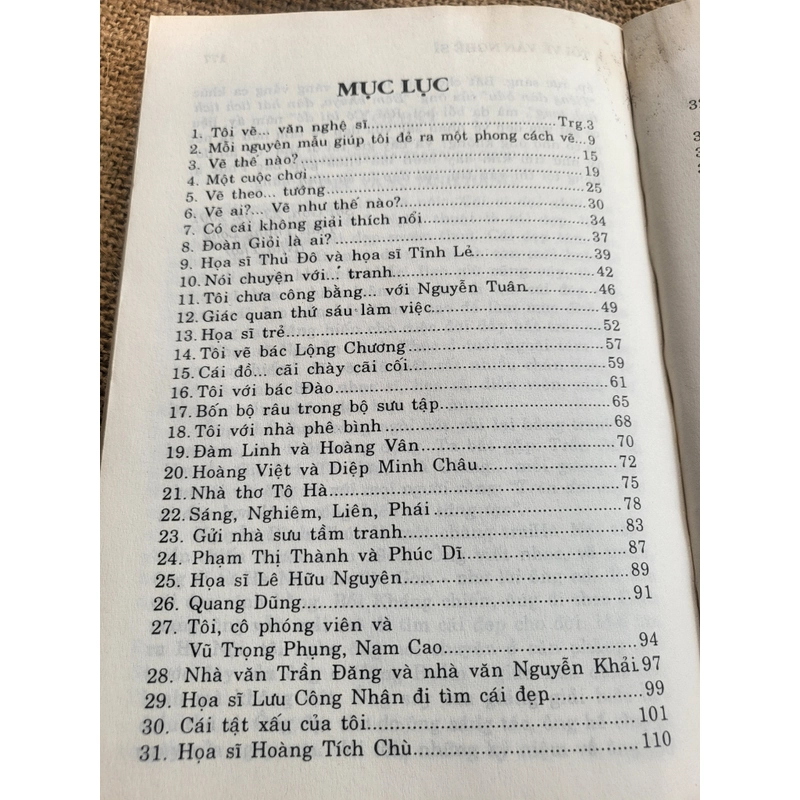 MỤC LỤC
1. Tôi vẽ... văn nghệ sĩ....................................Trg.3
2. Mỗi nguyên mẫu giúp tôi đẻ ra một phong cách vẽ...9
3. Vẽ thế nào?....................................15
4. Một cuộc chơi....................................19
5. Vẽ theo... tướng....................................25
6. Vẽ ai?... Vẽ như thế nào?....................................30
7. Có cái không giải thích nổi....................................34
8. Đoàn Giỏi là ai?....................................37
9. Họa sĩ Thủ Đô và họa sĩ Tỉnh Lẻ....................................39
10. Nói chuyện với... tranh....................................42
11. Tôi chưa công bằng... với Nguyễn Tuân....................................46
12. Giác quan thứ sáu làm việc....................................49
13. Họa sĩ trẻ....................................52
14. Tôi vẽ bác Lộng Chương....................................57
15. Cái đồ... cãi chày cãi cối....................................59
16. Tôi với bác Đào....................................61
17. Bốn bộ râu trong bộ sưu tập....................................65
18. Tôi với nhà phê bình....................................68
19. Đàm Linh và Hoàng Vân....................................70
20. Hoàng Việt và Diệp Minh Châu....................................72
21. Nhà thơ Tô Hà....................................75
22. Sáng, Nghiêm, Liên, Phái....................................78
23. Gửi nhà sưu tầm tranh....................................83
24. Phạm Thị Thành và Phúc Dĩ....................................87
25. Họa sĩ Lê Hữu Nguyên....................................89
26. Quang Dũng....................................91
27. Tôi, cô phóng viên và
Vũ Trọng Phụng, Nam Cao....................................94
28. Nhà văn Trần Đăng và nhà văn Nguyễn Khải.97
29. Họa sĩ Lưu Công Nhân đi tìm cái đẹp....................................99
30. Cái tật xấu của tôi....................................101
31. Họa sĩ Hoàng Tích Chù....................................110